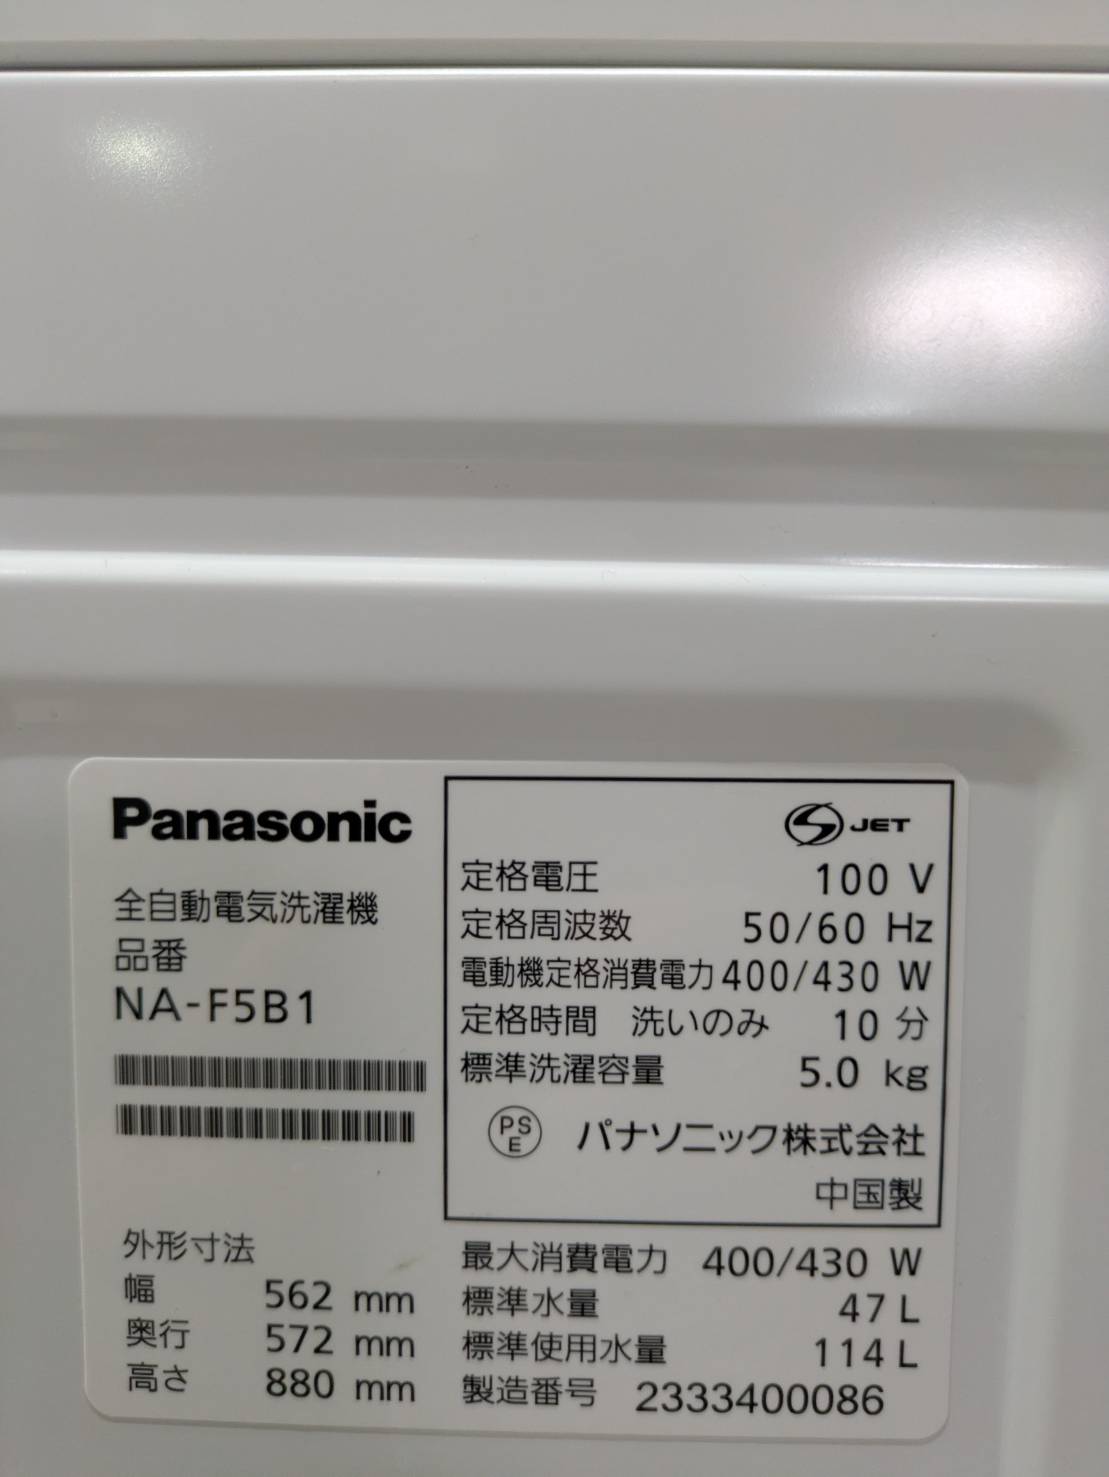 Panasonic
全自動電気洗濯機
品番
NA-F5B1
外形寸法
幅 562 mm
奥行 572 mm
高さ 880 mm
JET
定格電圧 100 V
定格周波数 50/60 Hz
電動機定格消費電力 400/430 W
定格時間 洗いのみ 10 分
標準洗濯容量 5.0 kg
PS
E
パナソニック株式会社
中国製
最大消費電力 400/430 W
標準水量 47 L
標準使用水量 114 L
製造番号 2333400086